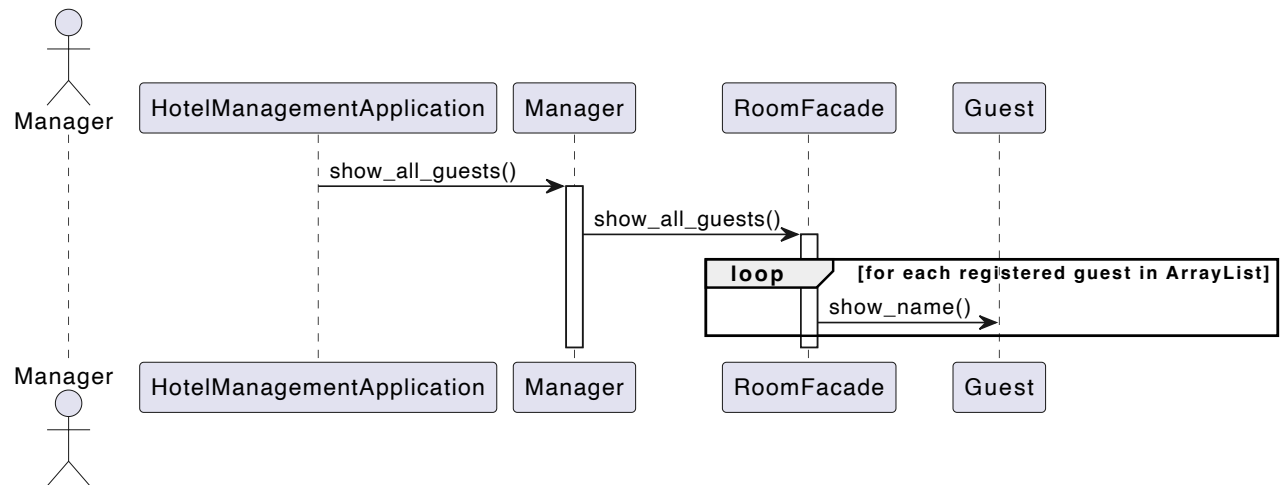 Manager
HotelManagementApplication
Manager
RoomFacade
Guest
show_all_guests()
show_all_guests()
loop
[for each registered guest in ArrayList]
show_name()
Manager
HotelManagementApplication
Manager
RoomFacade
Guest